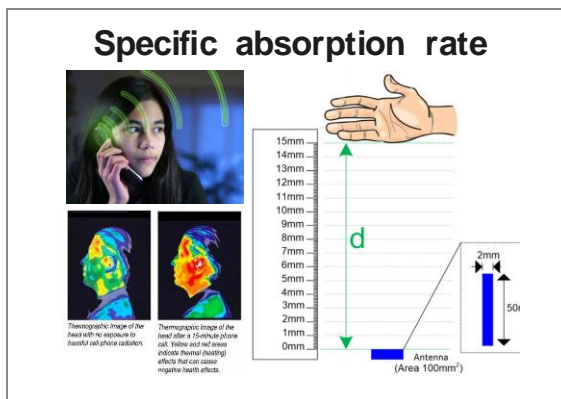 Specific absorption rate
15mm
14mm
13mm
12mm
11mm
10mm
9mm
8mm
7mm
6mm
5mm
4mm
3mm
2mm
1mm
0mm
d
2mm
50m
Antenna
(Area 100mm²)
Thermographic Image of the
head with no exposure to
harmful cell phone radiation.
Thermographic Image of the
head after a 15-minute phone
call. Yellow and red areas
indicate thermal (heating)
effects that can cause
negative health effects.